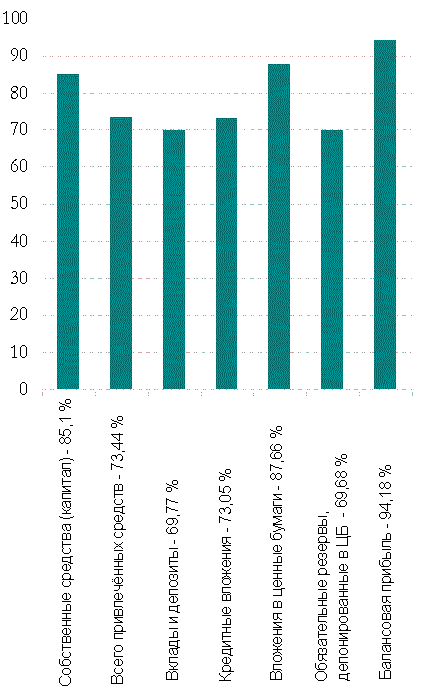 100
90
80
70
60
50
40
30
20
10
0
Собственные средства (капитал) - 85,1 %
Всего привлечённых средств - 73,44 %
Вклады и депозиты - 69,77 %
Кредитные вложения - 73,05 %
Вложения в ценные бумаги - 87,66 %
Обязательные резервы,
депонированные в ЦБ - 69,68 %
Балансовая прибыль - 94,18 %